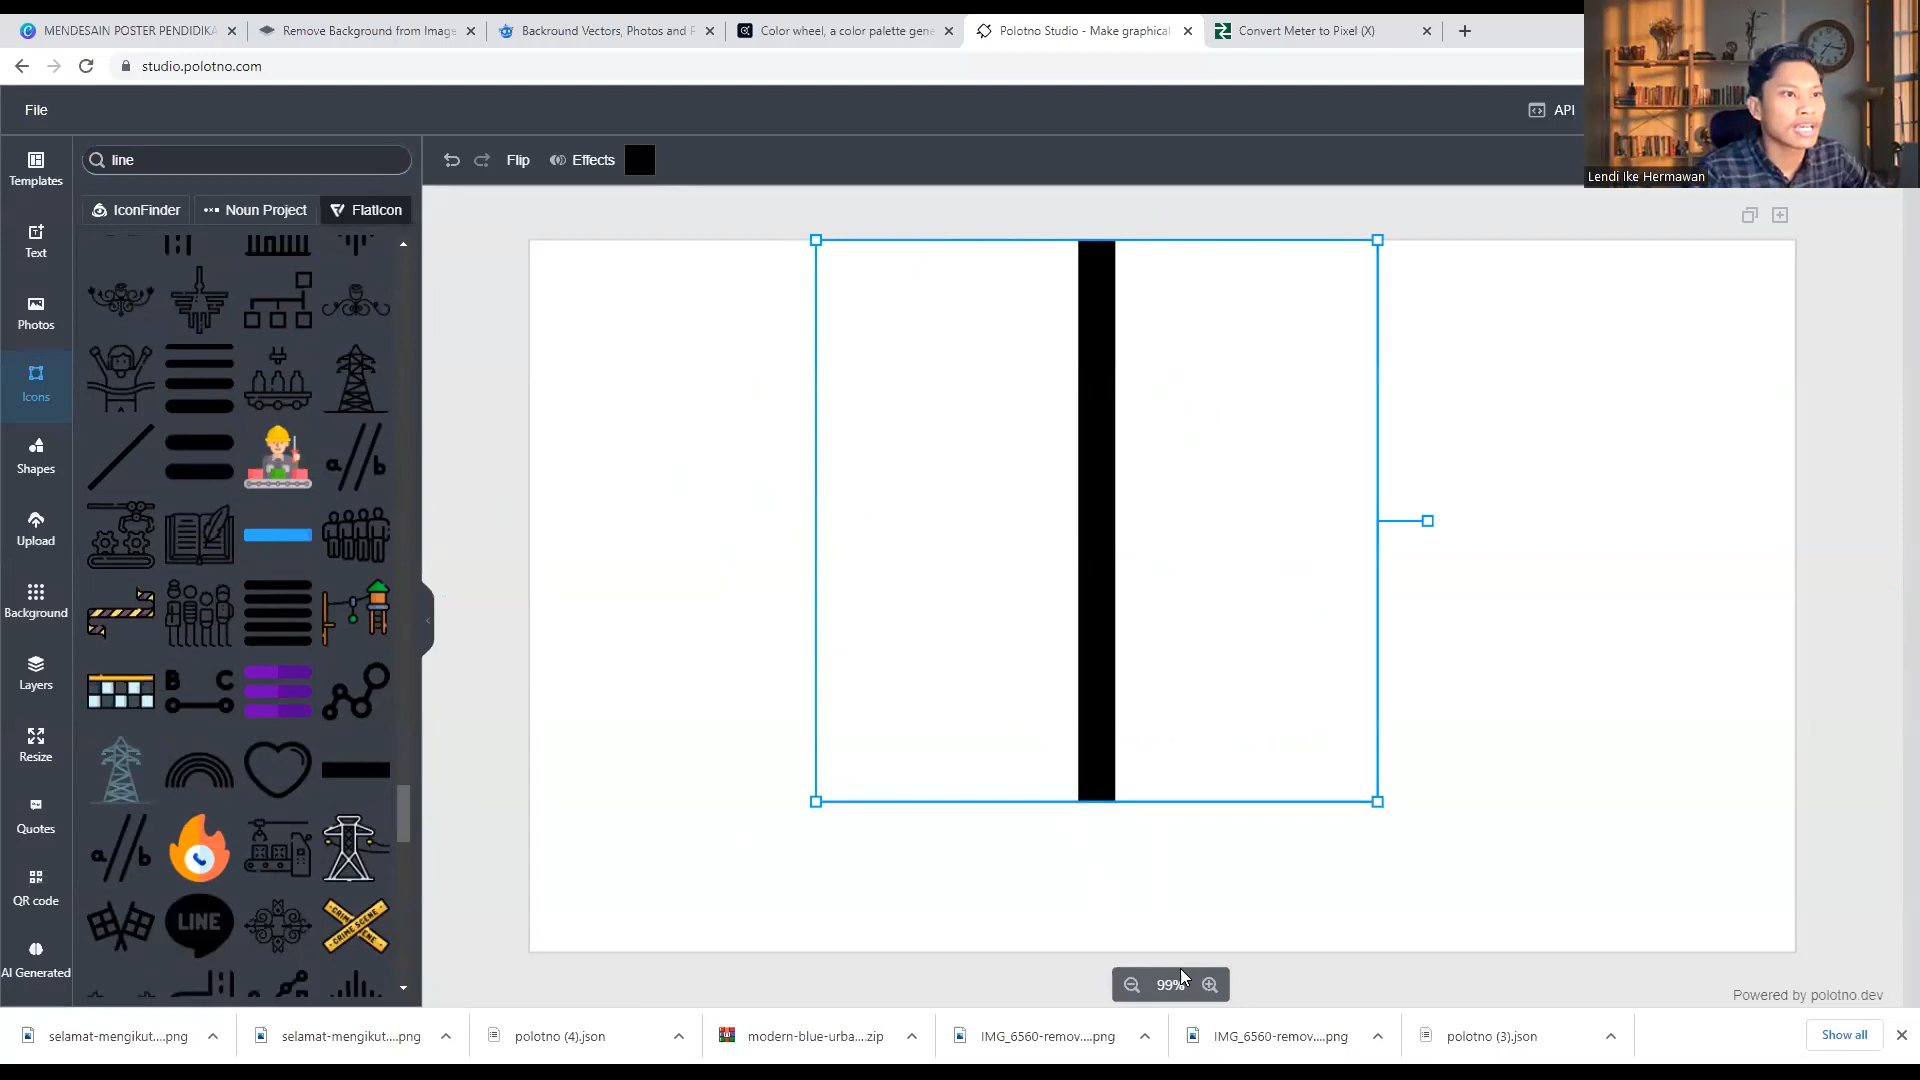 MENDESAIN POSTER PENDIDIKA
Remove Background from Image
Backround Vectors, Photos and F
Color wheel, a color palette gene
Polotno Studio - Make graphical
Convert Meter to Pixel (X)
studio.polotno.com
File
API
Lendi Ike Hermawan
line
Flip
Effects
IconFinder
Noun Project
FlatIcon
Templates
Text
Photos
Icons
Shapes
Upload
Background
Layers
Resize
Quotes
QR code
AI Generated
a b
B C
a b
LINE
CRIME SCENE
CRIME SCENE
99%
Powered by polotno.dev
selamat-mengikut....png
selamat-mengikut....png
polotno (4).json
modern-blue-urba....zip
IMG_6560-remov....png
IMG_6560-remov....png
polotno (3).json
Show all